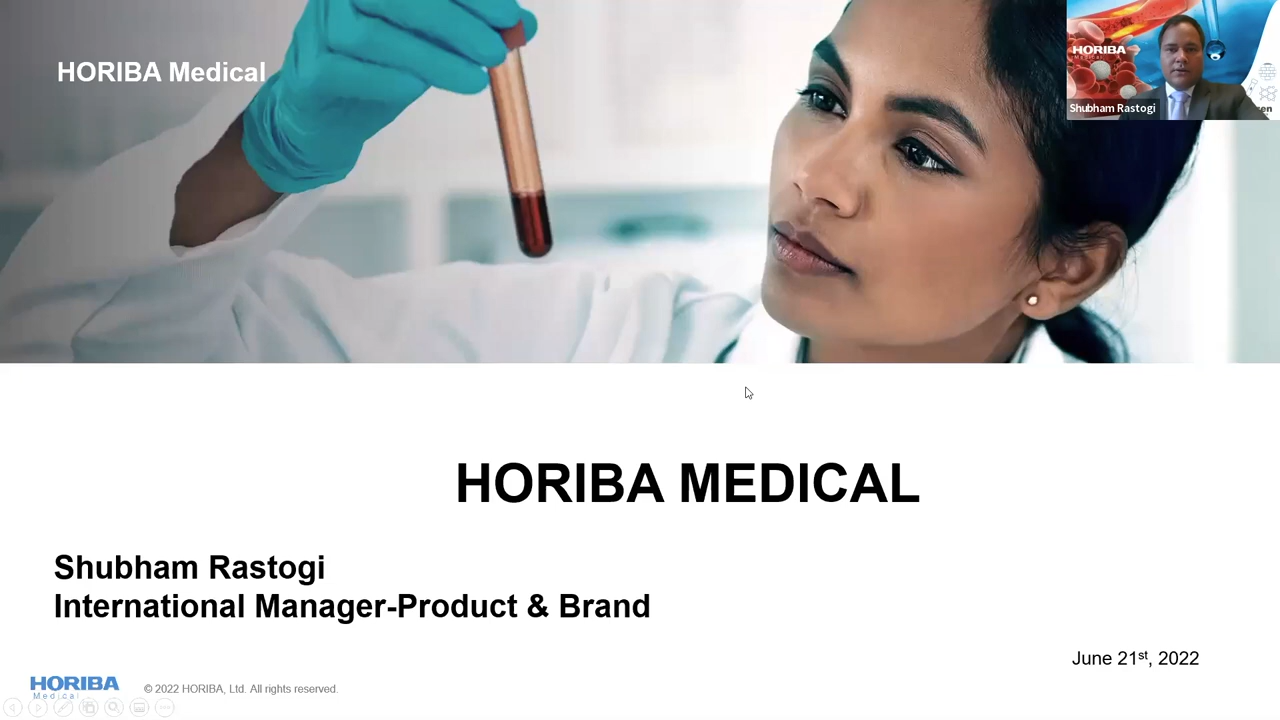 HORIBA Medical
HORIBA
Medical
Shubham Rastogi
HORIBA MEDICAL
Shubham Rastogi
International Manager-Product & Brand
June 21st, 2022
HORIBA
Medical
© 2022 HORIBA, Ltd. All rights reserved.